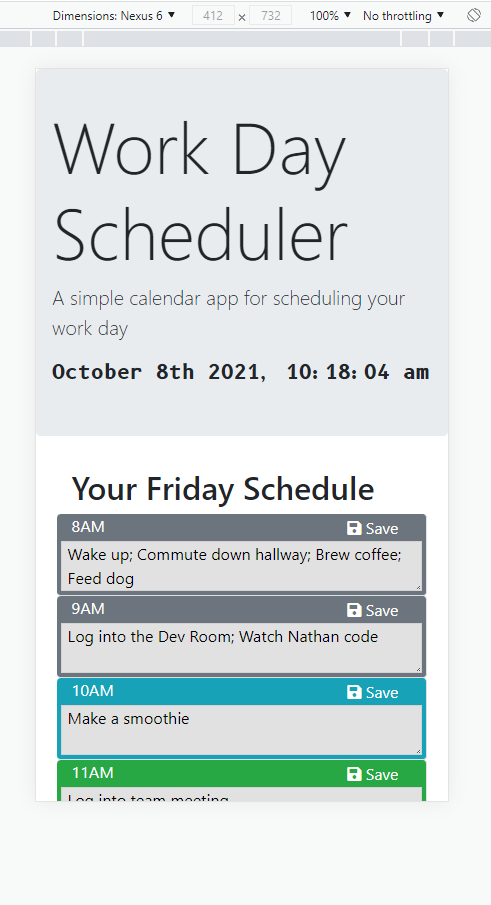 Dimensions: Nexus 6 ▼ 412 × 732 100% ▼ No throttling ▼
Work Day
Scheduler
A simple calendar app for scheduling your
work day
October 8th 2021, 10:18:04 am
Your Friday Schedule
8AM Save
Wake up; Commute down hallway; Brew coffee;
Feed dog
9AM Save
Log into the Dev Room; Watch Nathan code
10AM Save
Make a smoothie
11AM Save
Log into team meeting